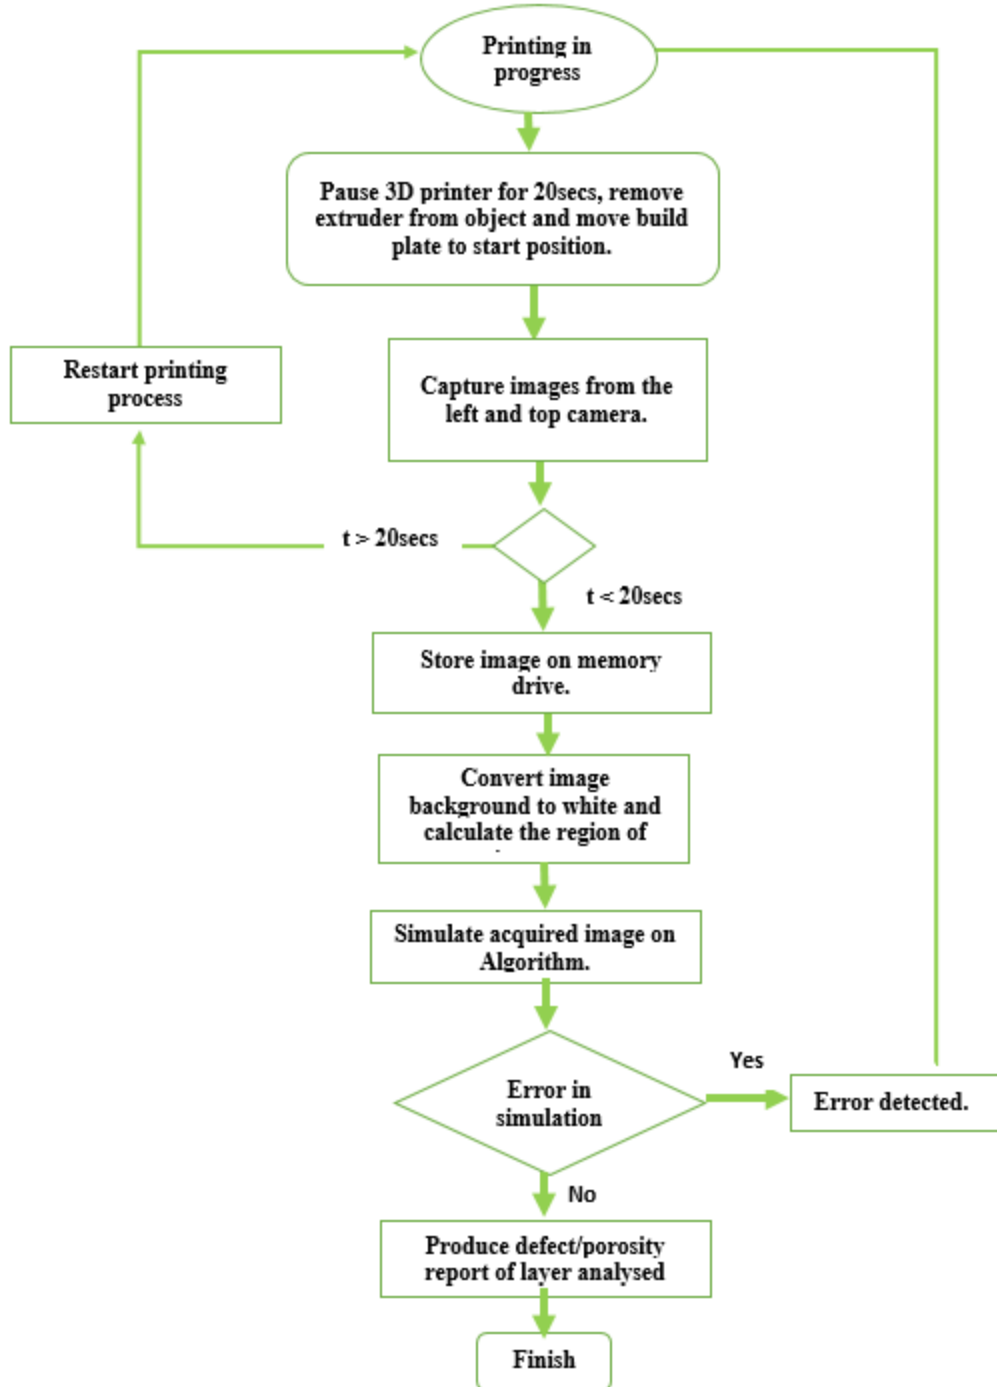 Printing in
progress
Pause 3D printer for 20secs, remove
extruder from object and move build
plate to start position.
Restart printing
process
Capture images from the
left and top camera.
t > 20secs
t < 20secs
Store image on memory
drive.
Convert image
background to white and
calculate the region of
Simulate acquired image on
Algorithm.
Yes
Error in
simulation
Error detected.
No
Produce defect/porosity
report of layer analysed
Finish